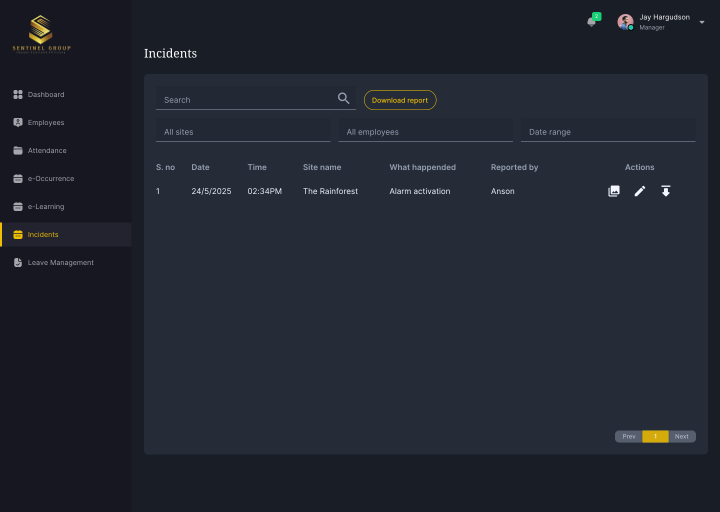 SENTINEL GROUP
Dashboard
Employees
Attendance
e-Occurrence
e-Learning
Incidents
Leave Management
2
Jay Hargudson
Manager
Incidents
Search
Download report
All sites
All employees
Date range
S. no Date Time Site name What happended Reported by Actions
1 24/5/2025 02:34PM The Rainforest Alarm activation Anson
Prev 1 Next